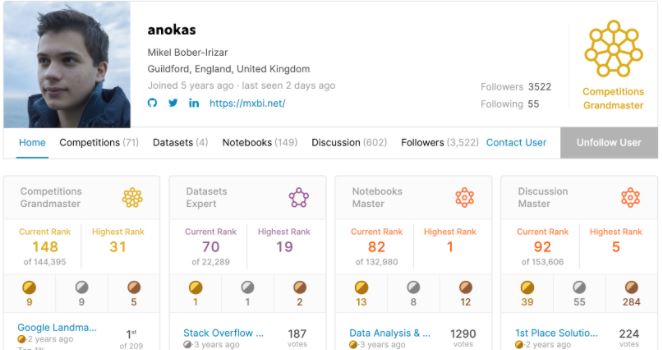 anokas
Mikel Bober-Irizar
Guildford, England, United Kingdom
Joined 5 years ago · last seen 2 days ago
https://mxbi.net/
Followers 3522
Following 55
Competitions
Grandmaster
Home Competitions (71) Datasets (4) Notebooks (149) Discussion (602) Followers (3,522) Contact User Unfollow User
Competitions
Grandmaster
Current Rank Highest Rank
148 31
of 144,395
9 9 5
Google Landma...
2 years ago
Top 1%
1st
of 209
Datasets
Expert
Current Rank Highest Rank
70 19
of 22,289
1 1 2
Stack Overflow ...
3 years ago
187
votes
Notebooks
Master
Current Rank Highest Rank
82 1
of 132,980
13 8 12
Data Analysis & ...
3 years ago
1290
votes
Discussion
Master
Current Rank Highest Rank
92 5
of 153,606
39 55 284
1st Place Solutio...
2 years ago
224
votes